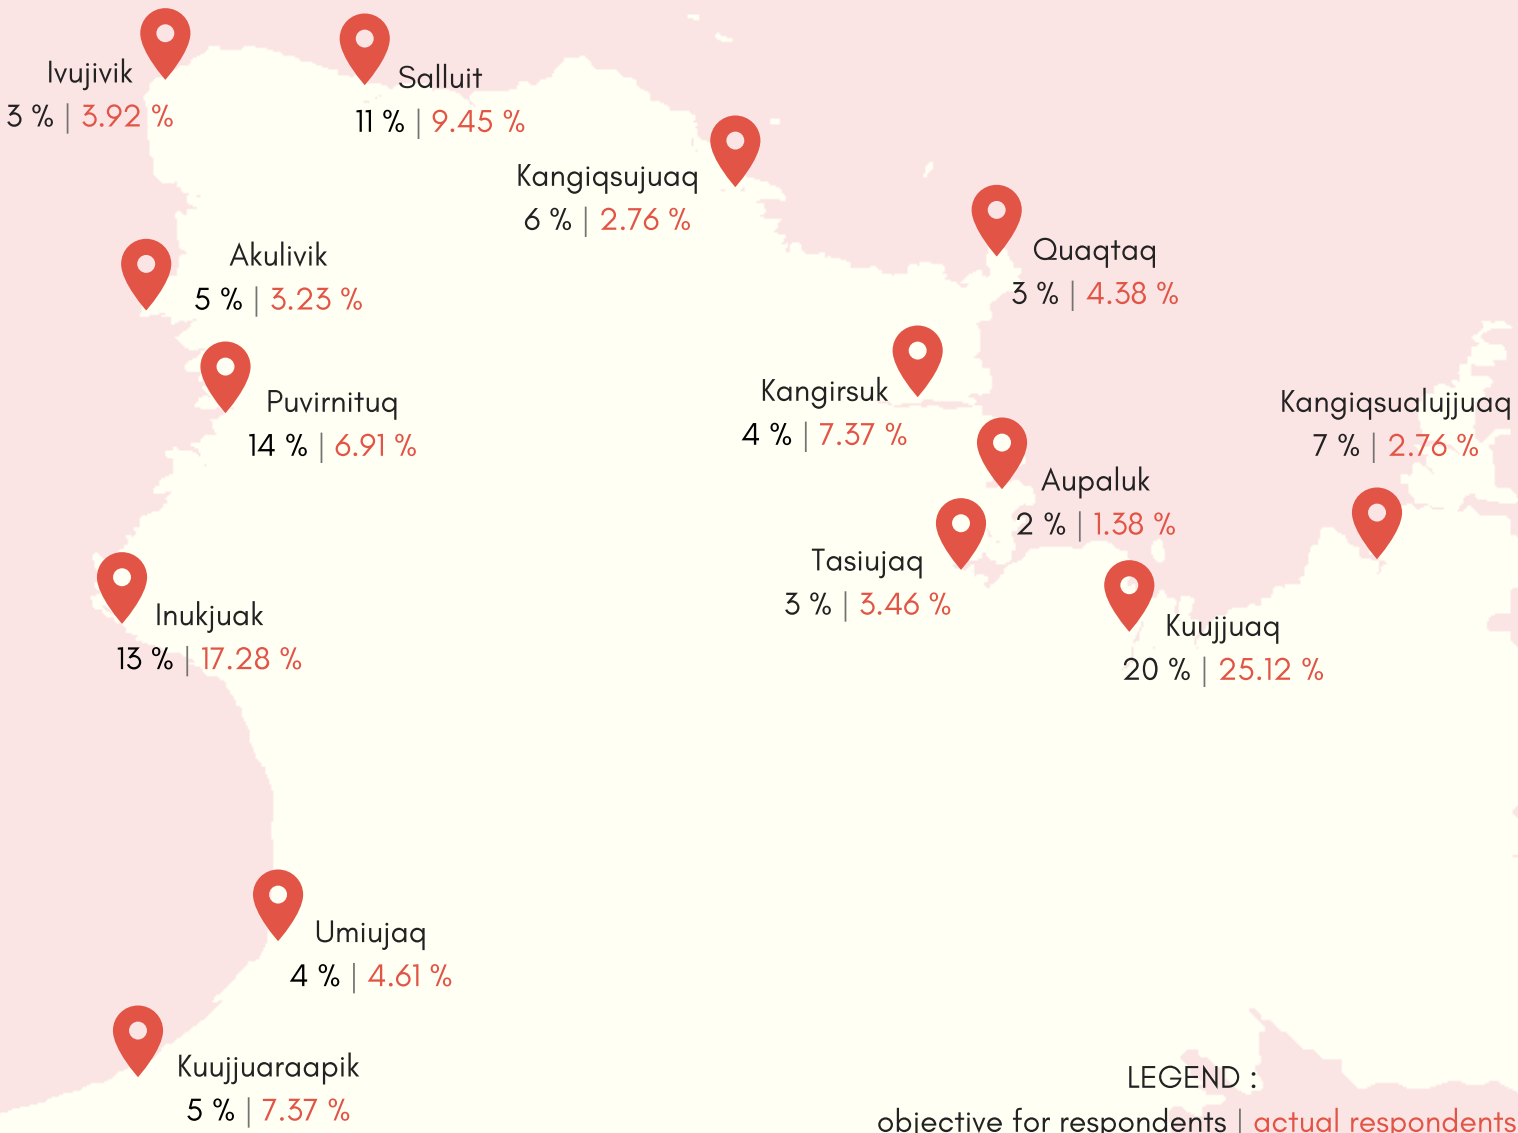 Ivujivik
3 % | 3.92 %
Salluit
11 % | 9.45 %
Kangiqsujuaq
6 % | 2.76 %
Quaqtaq
3 % | 4.38 %
Akulivik
5 % | 3.23 %
Puvirnituq
14 % | 6.91 %
Kangirsuk
4 % | 7.37 %
Kangiqsualujjuaq
7 % | 2.76 %
Aupaluk
2 % | 1.38 %
Tasiujaq
3 % | 3.46 %
Inukjuak
13 % | 17.28 %
Kuujjuaq
20 % | 25.12 %
Umiujaq
4 % | 4.61 %
Kuujjuaraapik
5 % | 7.37 %
LEGEND :
objective for respondents | actual respondents